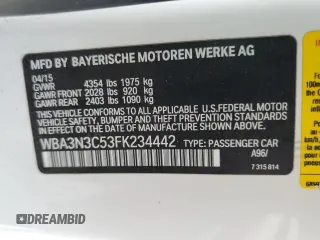 MFD BY BAYERISCHE MOTOREN WERKE AG
04/15
GVWR 4354 lbs 1975 kg
GAWR FRONT 2028 lbs 920 kg
GAWR REAR 2403 lbs 1090 kg
THIS VEHICLE CONFORMS TO ALL APPLICABLE U.S. FEDERAL MOTOR
VEHICLE SAFETY, BUMPER, AND THEFT PREVENTION STANDARDS IN
EFFECT ON THE DATE OF MANUFACTURE SHOWN ABOVE.
WBA3N3C53FK234442 TYPE: PASSENGER CAR
A96/
7 315 814
AUTOHELPERBOT.COM